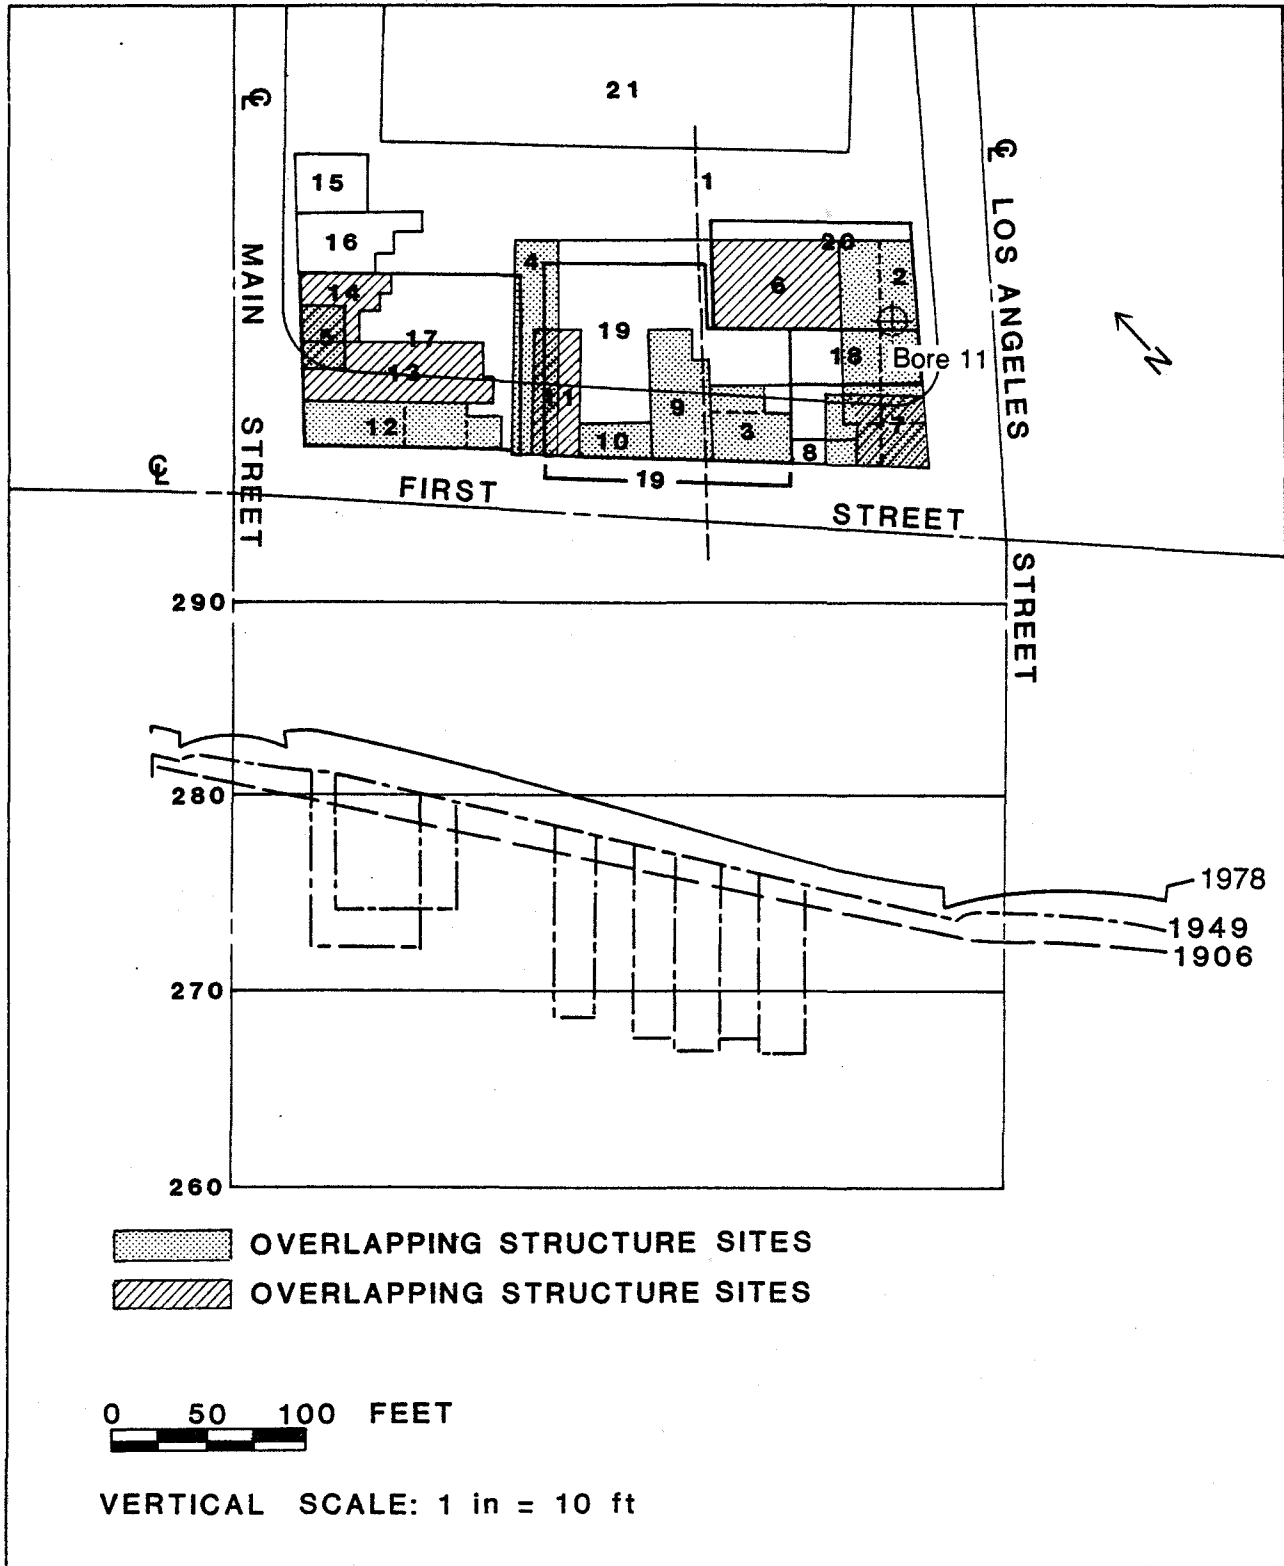 21
℄
℄
1
15
16
LOS ANGELES
STREET
MAIN
STREET
20
4
2
6
14
5
17
19
18
Bore 11
13
11
9
7
12
10
3
8
19
℄
FIRST
STREET
N
290
280
1978
1949
1906
270
260
OVERLAPPING STRUCTURE SITES
OVERLAPPING STRUCTURE SITES
0 50 100 FEET
VERTICAL SCALE: 1 in = 10 ft